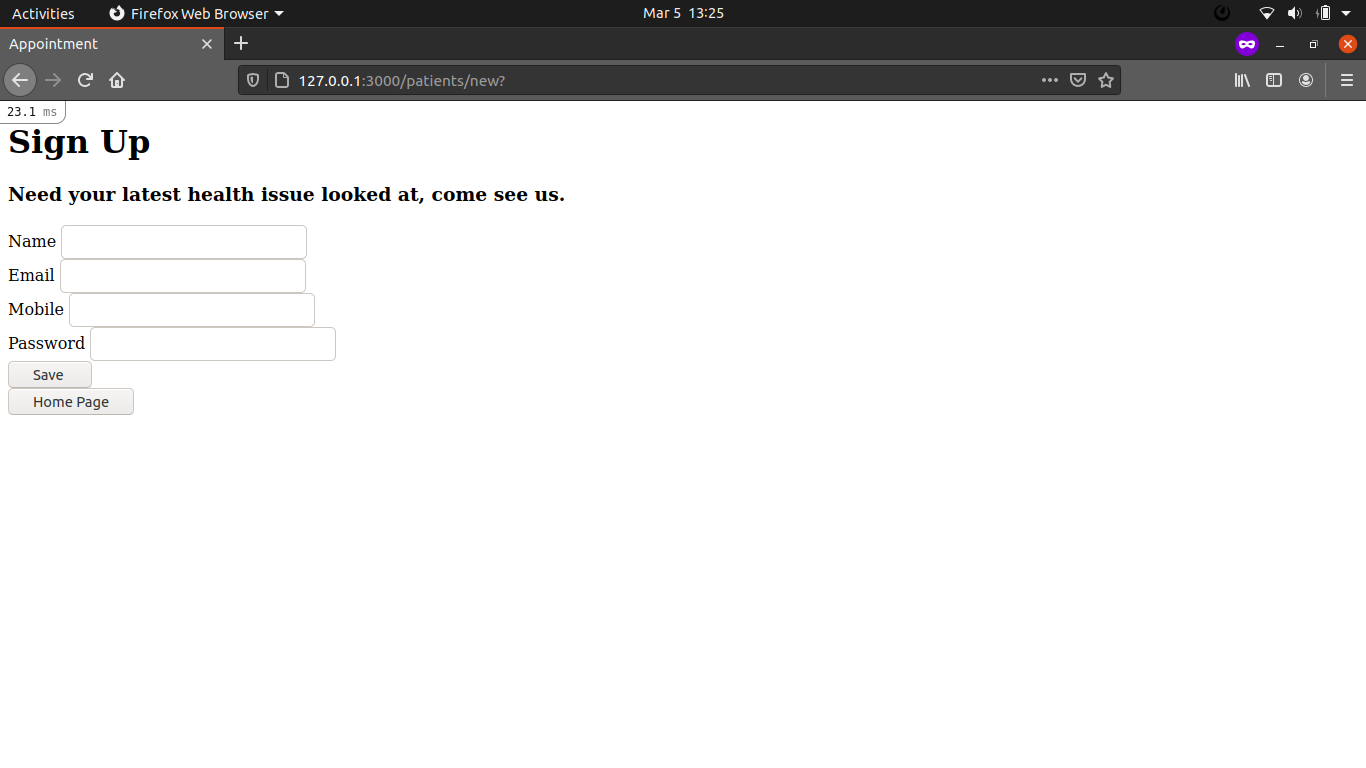 Activities Firefox Web Browser Mar 5 13:25
Appointment
127.0.0.1:3000/patients/new?
23.1 ms
Sign Up
Need your latest health issue looked at, come see us.
Name
Email
Mobile
Password
Save
Home Page